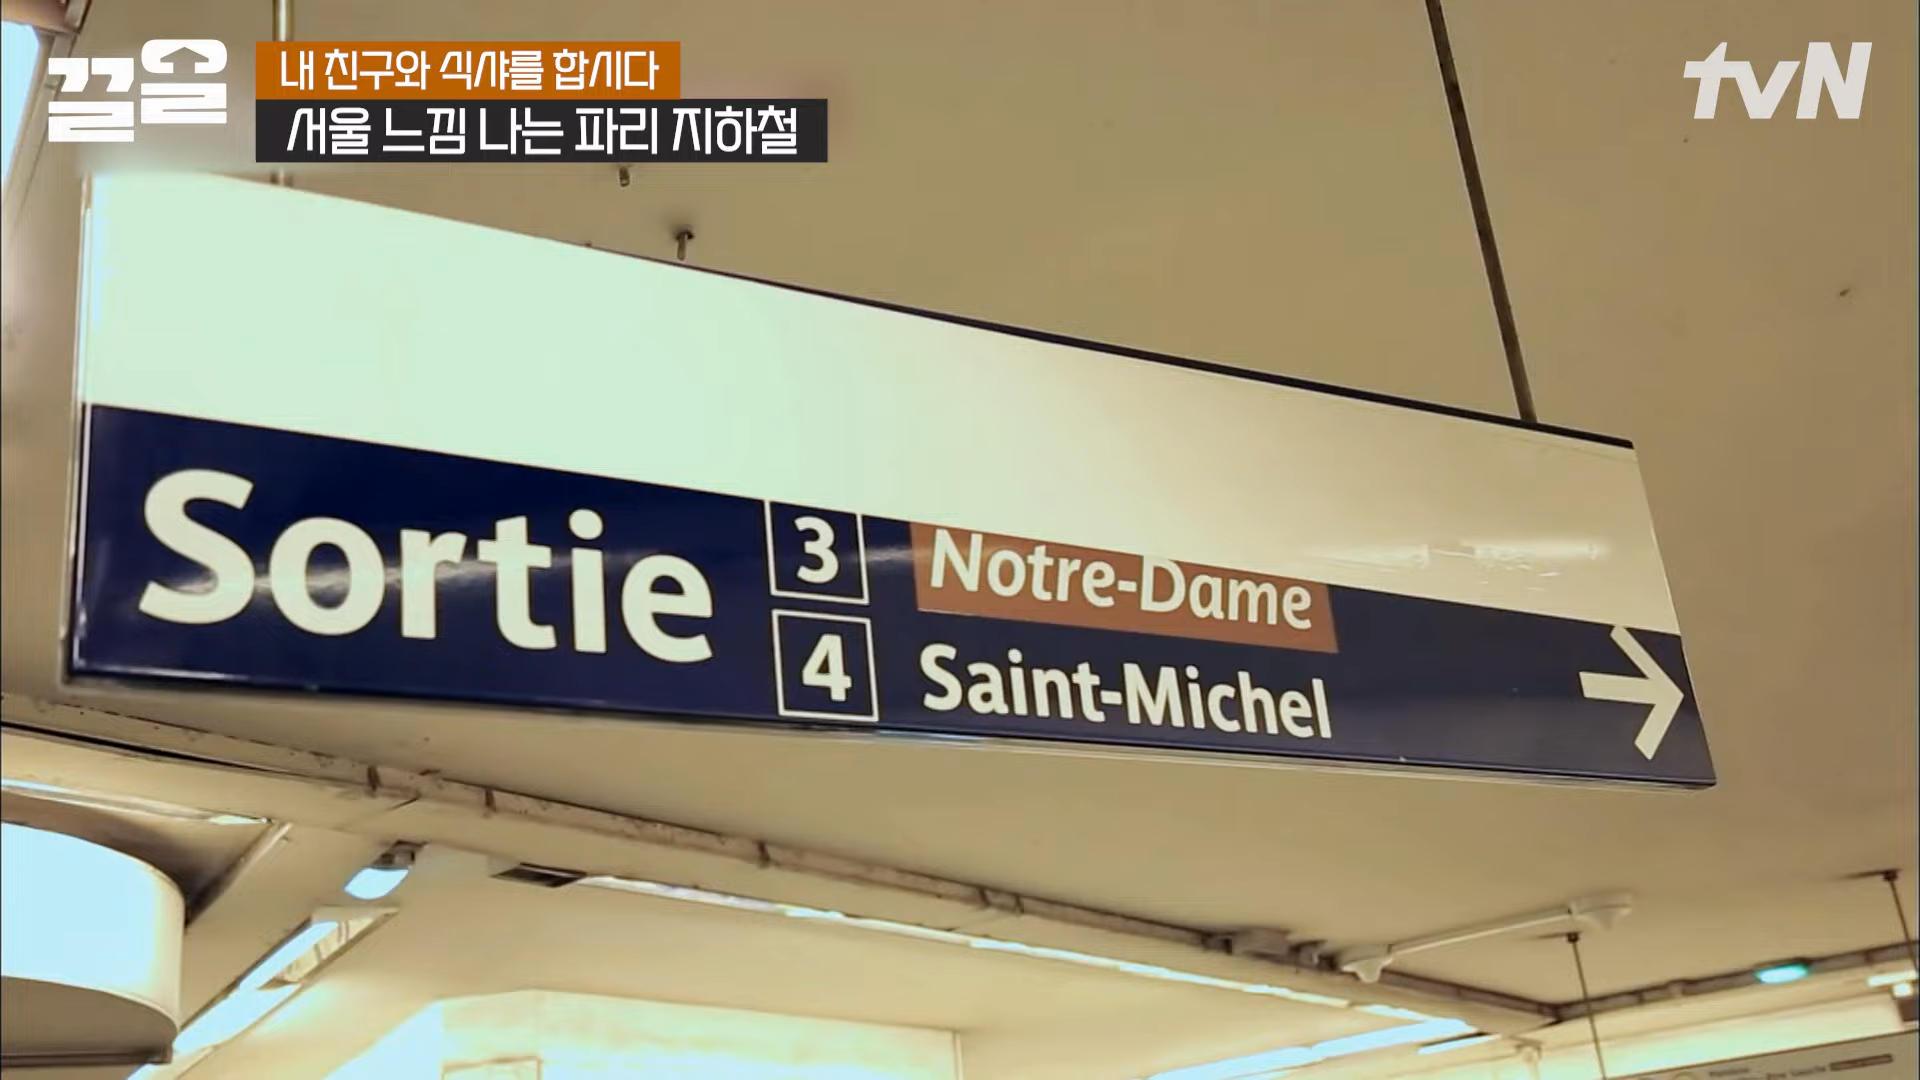 끌올
내 친구와 식샤를 합시다
서울 느낌 나는 파리 지하철
tvN
Sortie
3 Notre-Dame
4 Saint-Michel